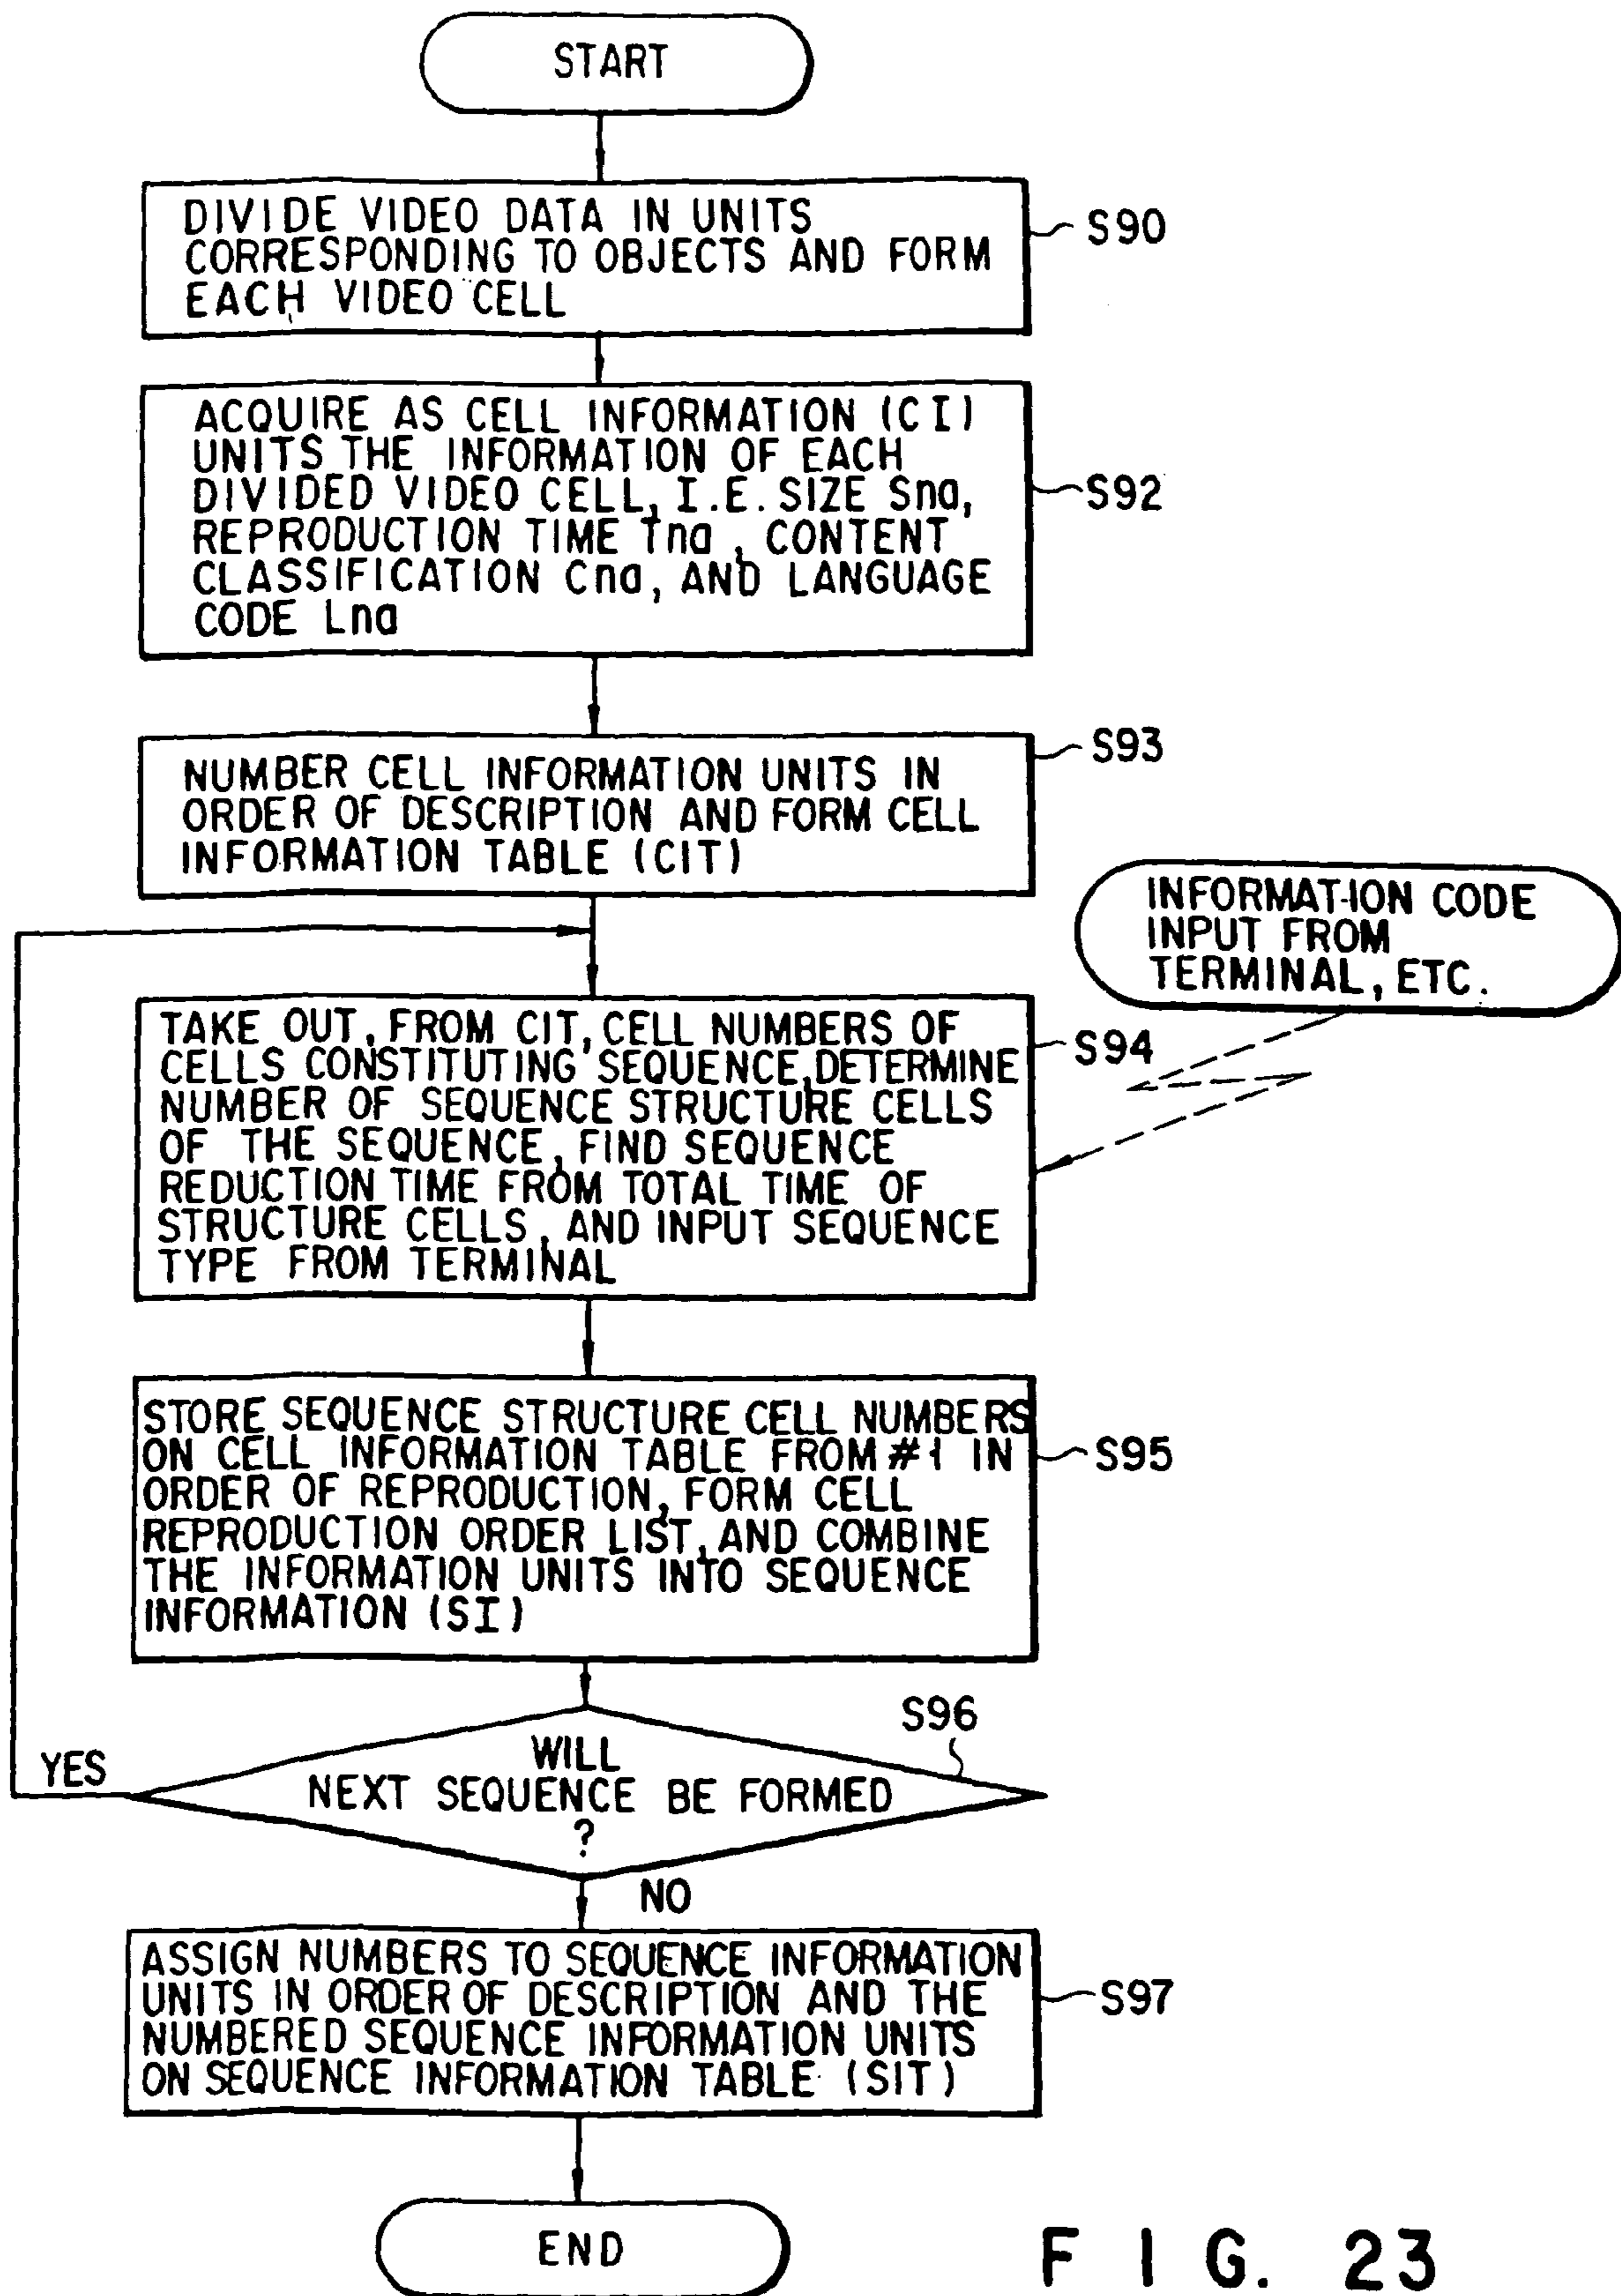 START
DIVIDE VIDEO DATA IN UNITS
CORRESPONDING TO OBJECTS AND FORM
EACH VIDEO CELL
S90
ACQUIRE AS CELL INFORMATION (CI)
UNITS THE INFORMATION OF EACH
DIVIDED VIDEO CELL, I.E. SIZE Sna,
REPRODUCTION TIME Tna, CONTENT
CLASSIFICATION Cna, AND LANGUAGE
CODE Lna
S92
NUMBER CELL INFORMATION UNITS IN
ORDER OF DESCRIPTION AND FORM CELL
INFORMATION TABLE (CIT)
S93
INFORMATION CODE
INPUT FROM
TERMINAL, ETC.
TAKE OUT, FROM CIT, CELL NUMBERS OF
CELLS CONSTITUTING SEQUENCE, DETERMINE
NUMBER OF SEQUENCE STRUCTURE CELLS
OF THE SEQUENCE, FIND SEQUENCE
REDUCTION TIME FROM TOTAL TIME OF
STRUCTURE CELLS, AND INPUT SEQUENCE
TYPE FROM TERMINAL
S94
STORE SEQUENCE STRUCTURE CELL NUMBERS
ON CELL INFORMATION TABLE FROM #1 IN
ORDER OF REPRODUCTION, FORM CELL
REPRODUCTION ORDER LIST, AND COMBINE
THE INFORMATION UNITS INTO SEQUENCE
INFORMATION (SI)
S95
S96
WILL
NEXT SEQUENCE BE FORMED
?
YES
NO
ASSIGN NUMBERS TO SEQUENCE INFORMATION
UNITS IN ORDER OF DESCRIPTION AND THE
NUMBERED SEQUENCE INFORMATION UNITS
ON SEQUENCE INFORMATION TABLE (SIT)
S97
END
FIG. 23